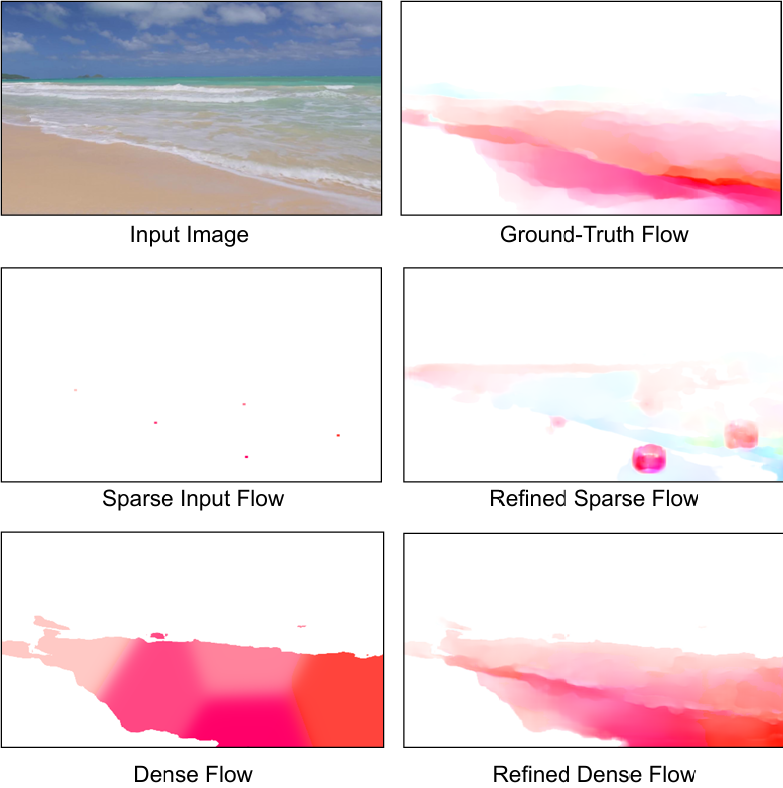 Input Image
Ground-Truth Flow
Sparse Input Flow
Refined Sparse Flow
Dense Flow
Refined Dense Flow